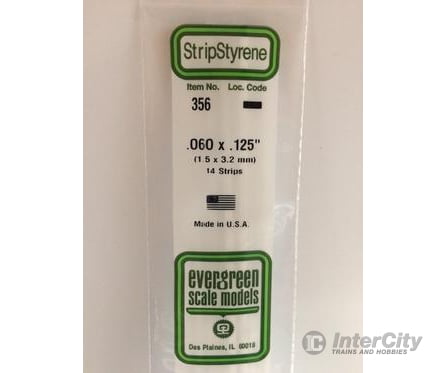 StripStyrene
Item No. Loc. Code
356
.060 x .125"
(1.5 x 3.2 mm)
14 Strips
Made in U.S.A.
evergreen
scale models
Des Plaines, IL 60018
IC InterCity
TRAINS AND HOBBIES